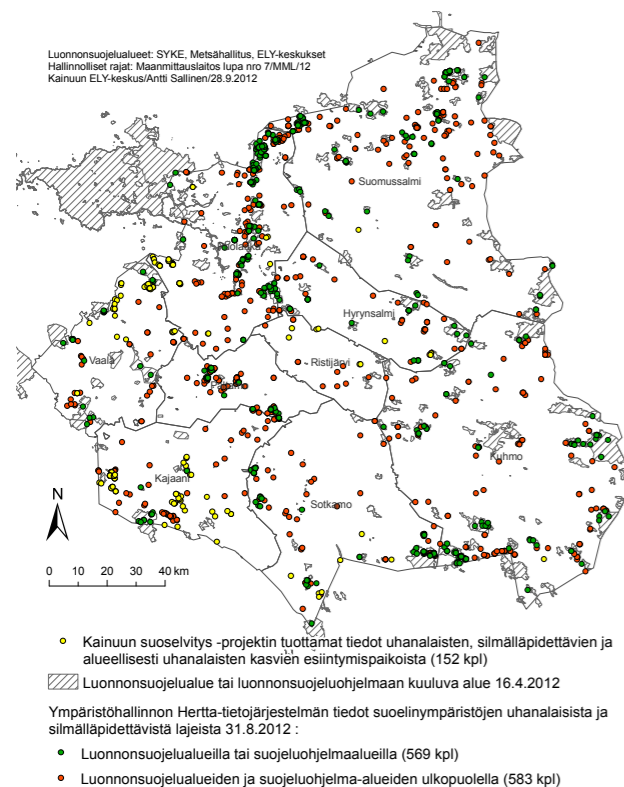 Luonnonsuojelualueet: SYKE, Metsähallitus, ELY-keskukset
Hallinnolliset rajat: Maanmittauslaitos lupa nro 7/MML/12
Kainuun ELY-keskus/Antti Sallinen/28.9.2012
Suomussalmi
Hyrynsalmi
Ristijärvi
Vaala
Kuhmo
Kajaani
Sotkamo
N
0 10 20 30 40 km
Kainuun suoselvitys -projektin tuottamat tiedot uhanalaisten, silmälläpidettävien ja
alueellisesti uhanalaisten kasvien esiintymispaikoista (152 kpl)
Luonnonsuojelualue tai luonnonsuojeluohjelmaan kuuluva alue 16.4.2012
Ympäristöhallinnon Hertta-tietojärjestelmän tiedot suoelinympäristöjen uhanalaisista ja
silmälläpidettävistä lajeista 31.8.2012 :
Luonnonsuojelualueilla tai suojeluohjelmaalueilla (569 kpl)
Luonnonsuojelualueiden ja suojeluohjelma-alueiden ulkopuolella (583 kpl)